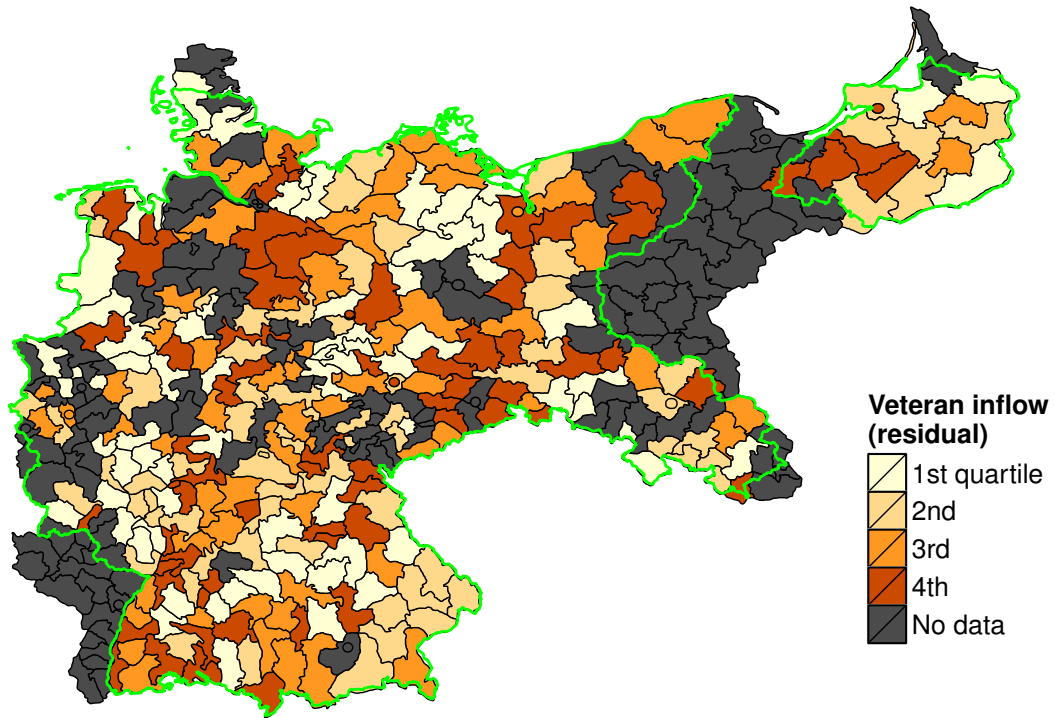 Veteran inflow
(residual)
1st quartile
2nd
3rd
4th
No data